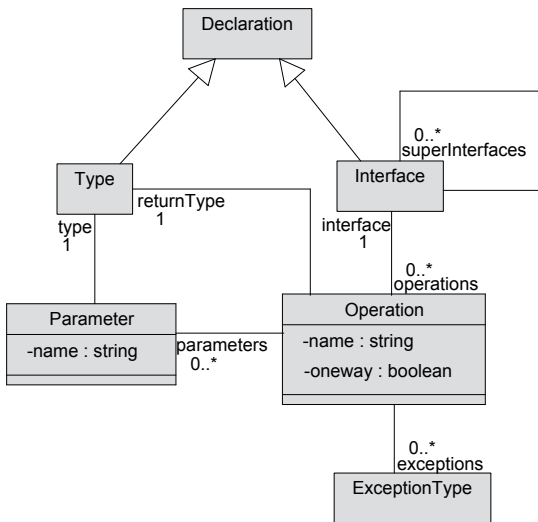 Declaration
0..*
superInterfaces
Type
Interface
returnType
1
type
1
interface
1
0..*
operations
Parameter
-name : string
parameters
0..*
Operation
-name : string
-oneway : boolean
0..*
exceptions
ExceptionType